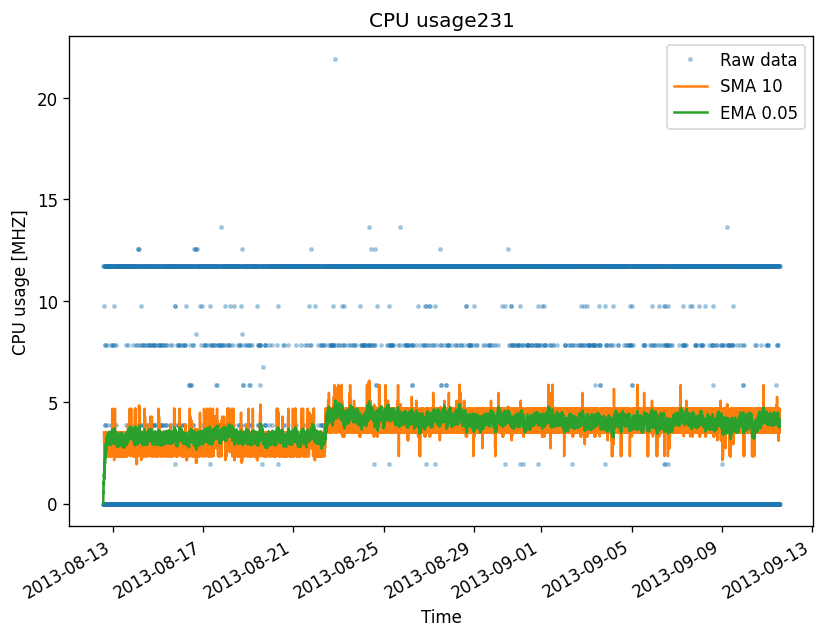 CPU usage231
Raw data
SMA 10
EMA 0.05
CPU usage [MHZ]
20
15
10
5
0
2013-08-13
2013-08-17
2013-08-21
2013-08-25
2013-08-29
2013-09-01
2013-09-05
2013-09-09
2013-09-13
Time